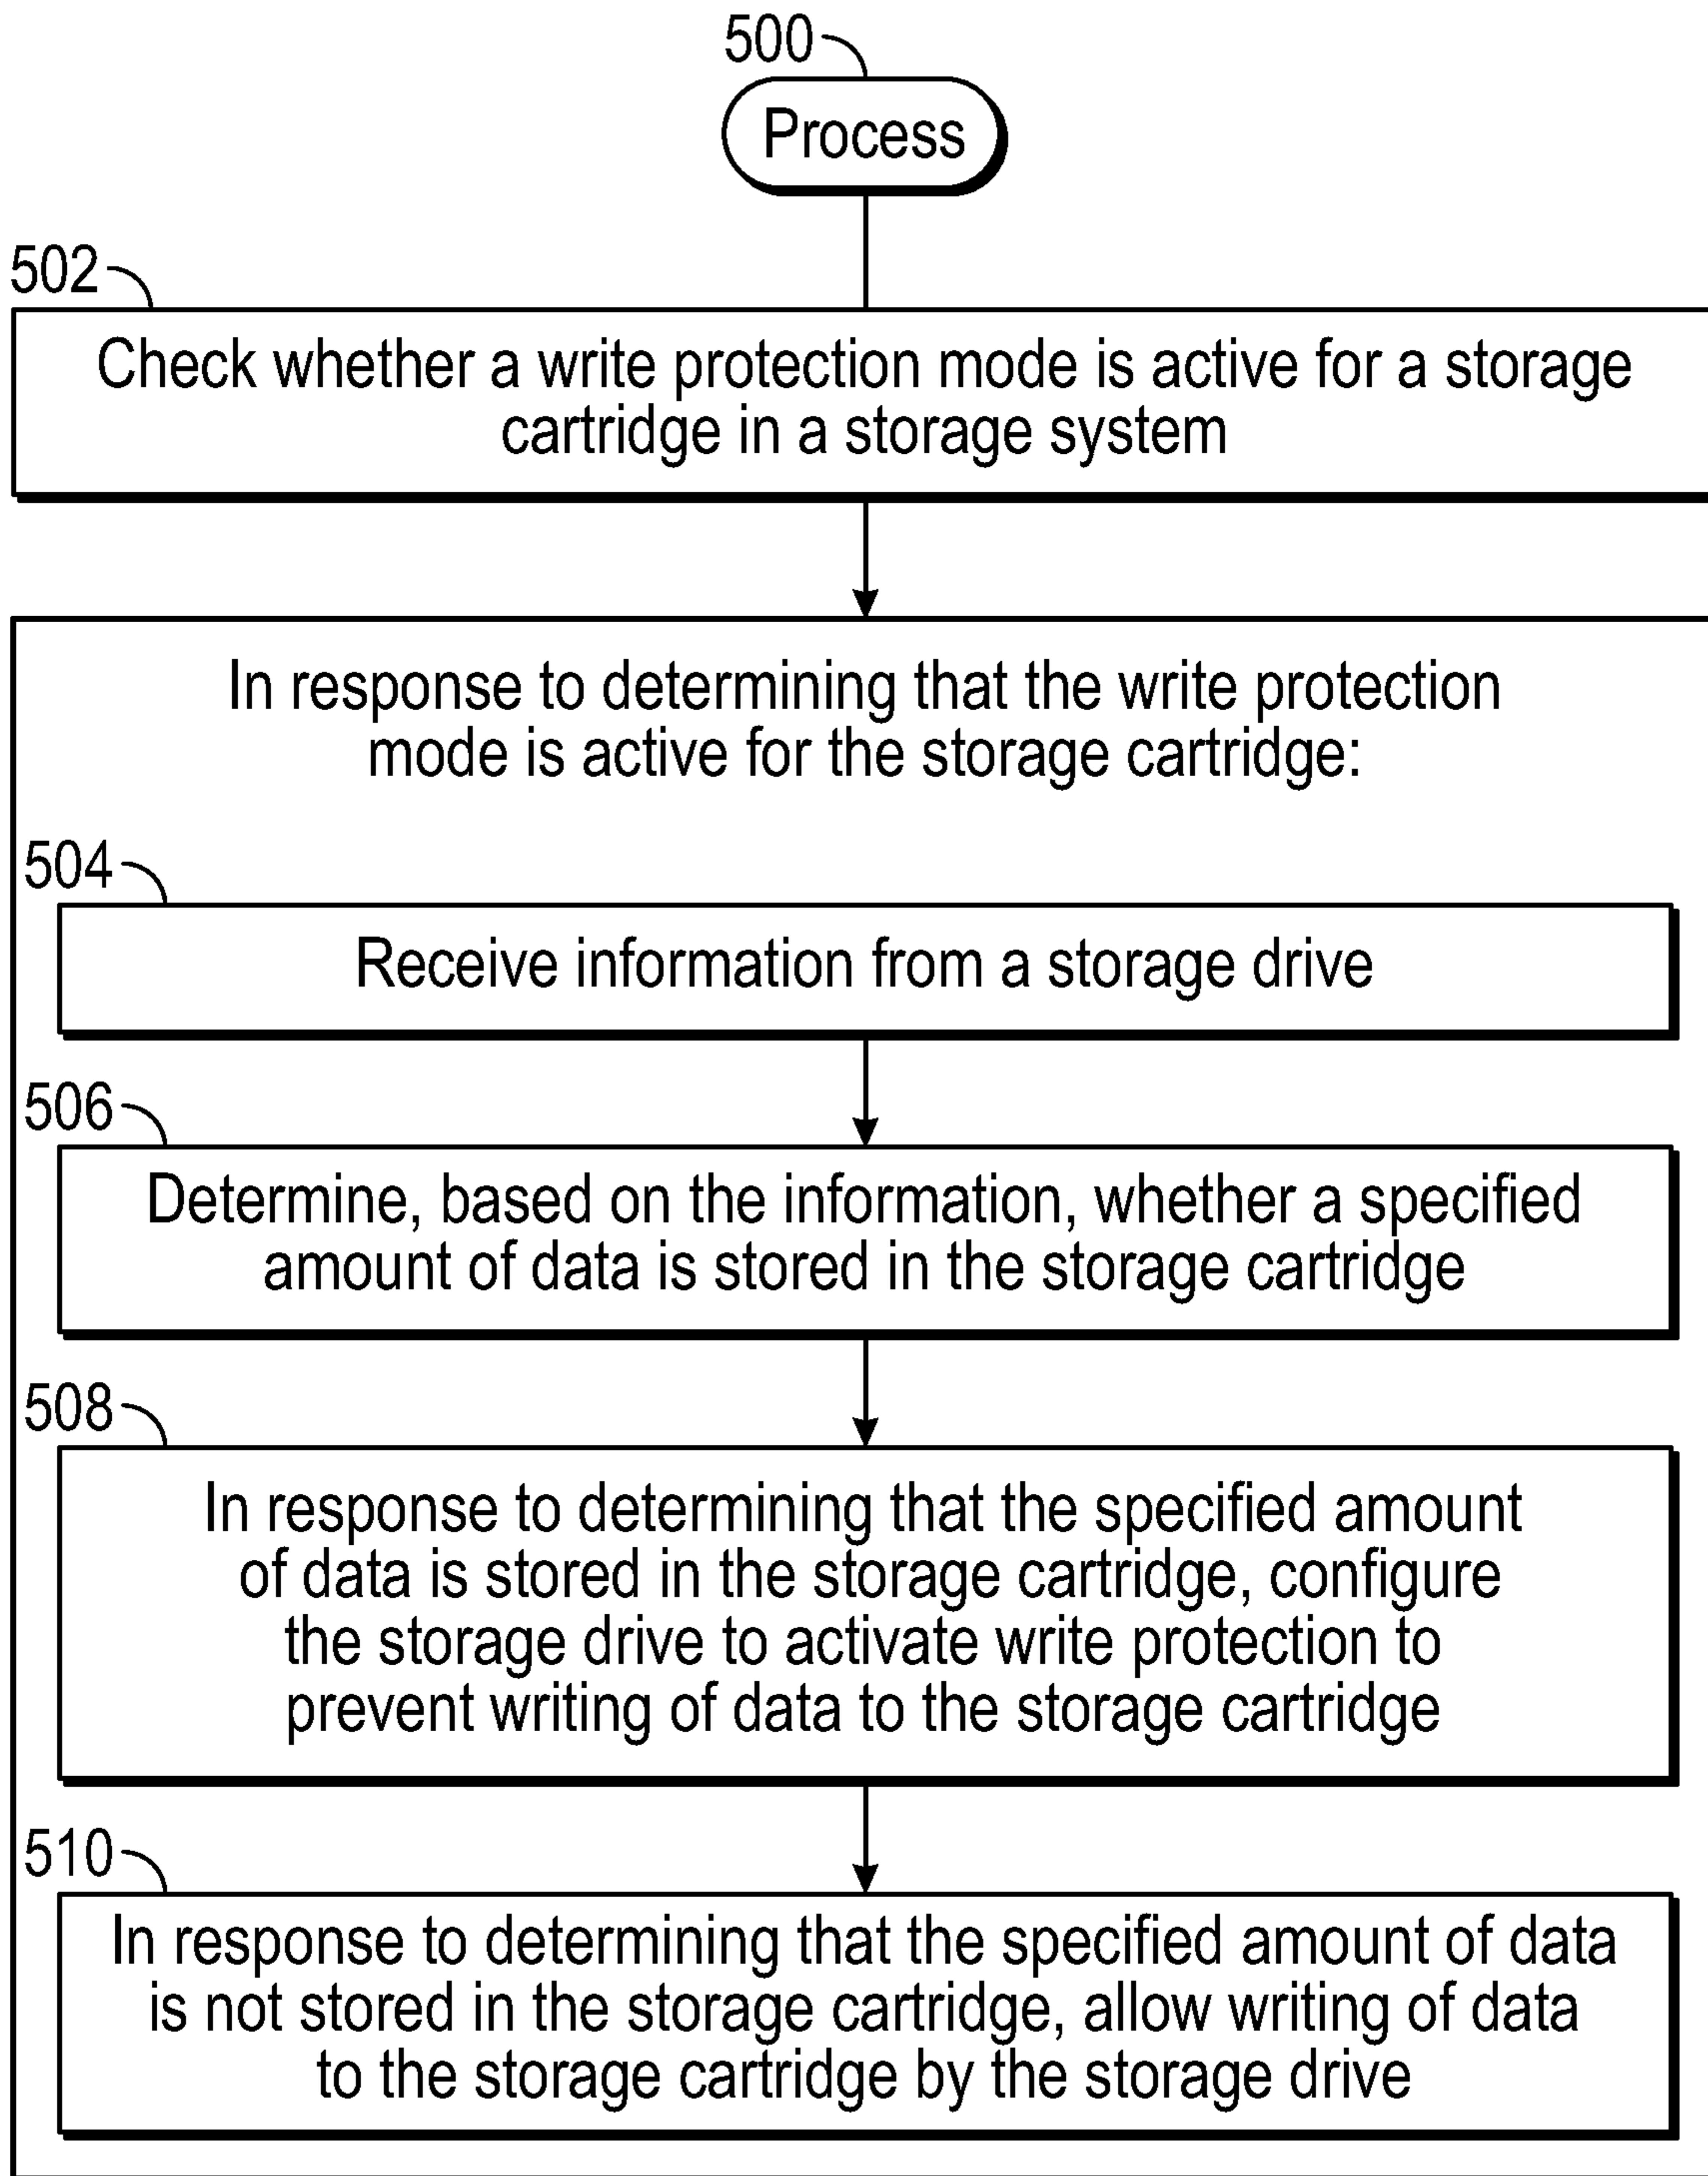 500
Process
502
Check whether a write protection mode is active for a storage
cartridge in a storage system
In response to determining that the write protection
mode is active for the storage cartridge:
504
Receive information from a storage drive
506
Determine, based on the information, whether a specified
amount of data is stored in the storage cartridge
508
In response to determining that the specified amount
of data is stored in the storage cartridge, configure
the storage drive to activate write protection to
prevent writing of data to the storage cartridge
510
In response to determining that the specified amount of data
is not stored in the storage cartridge, allow writing of data
to the storage cartridge by the storage drive